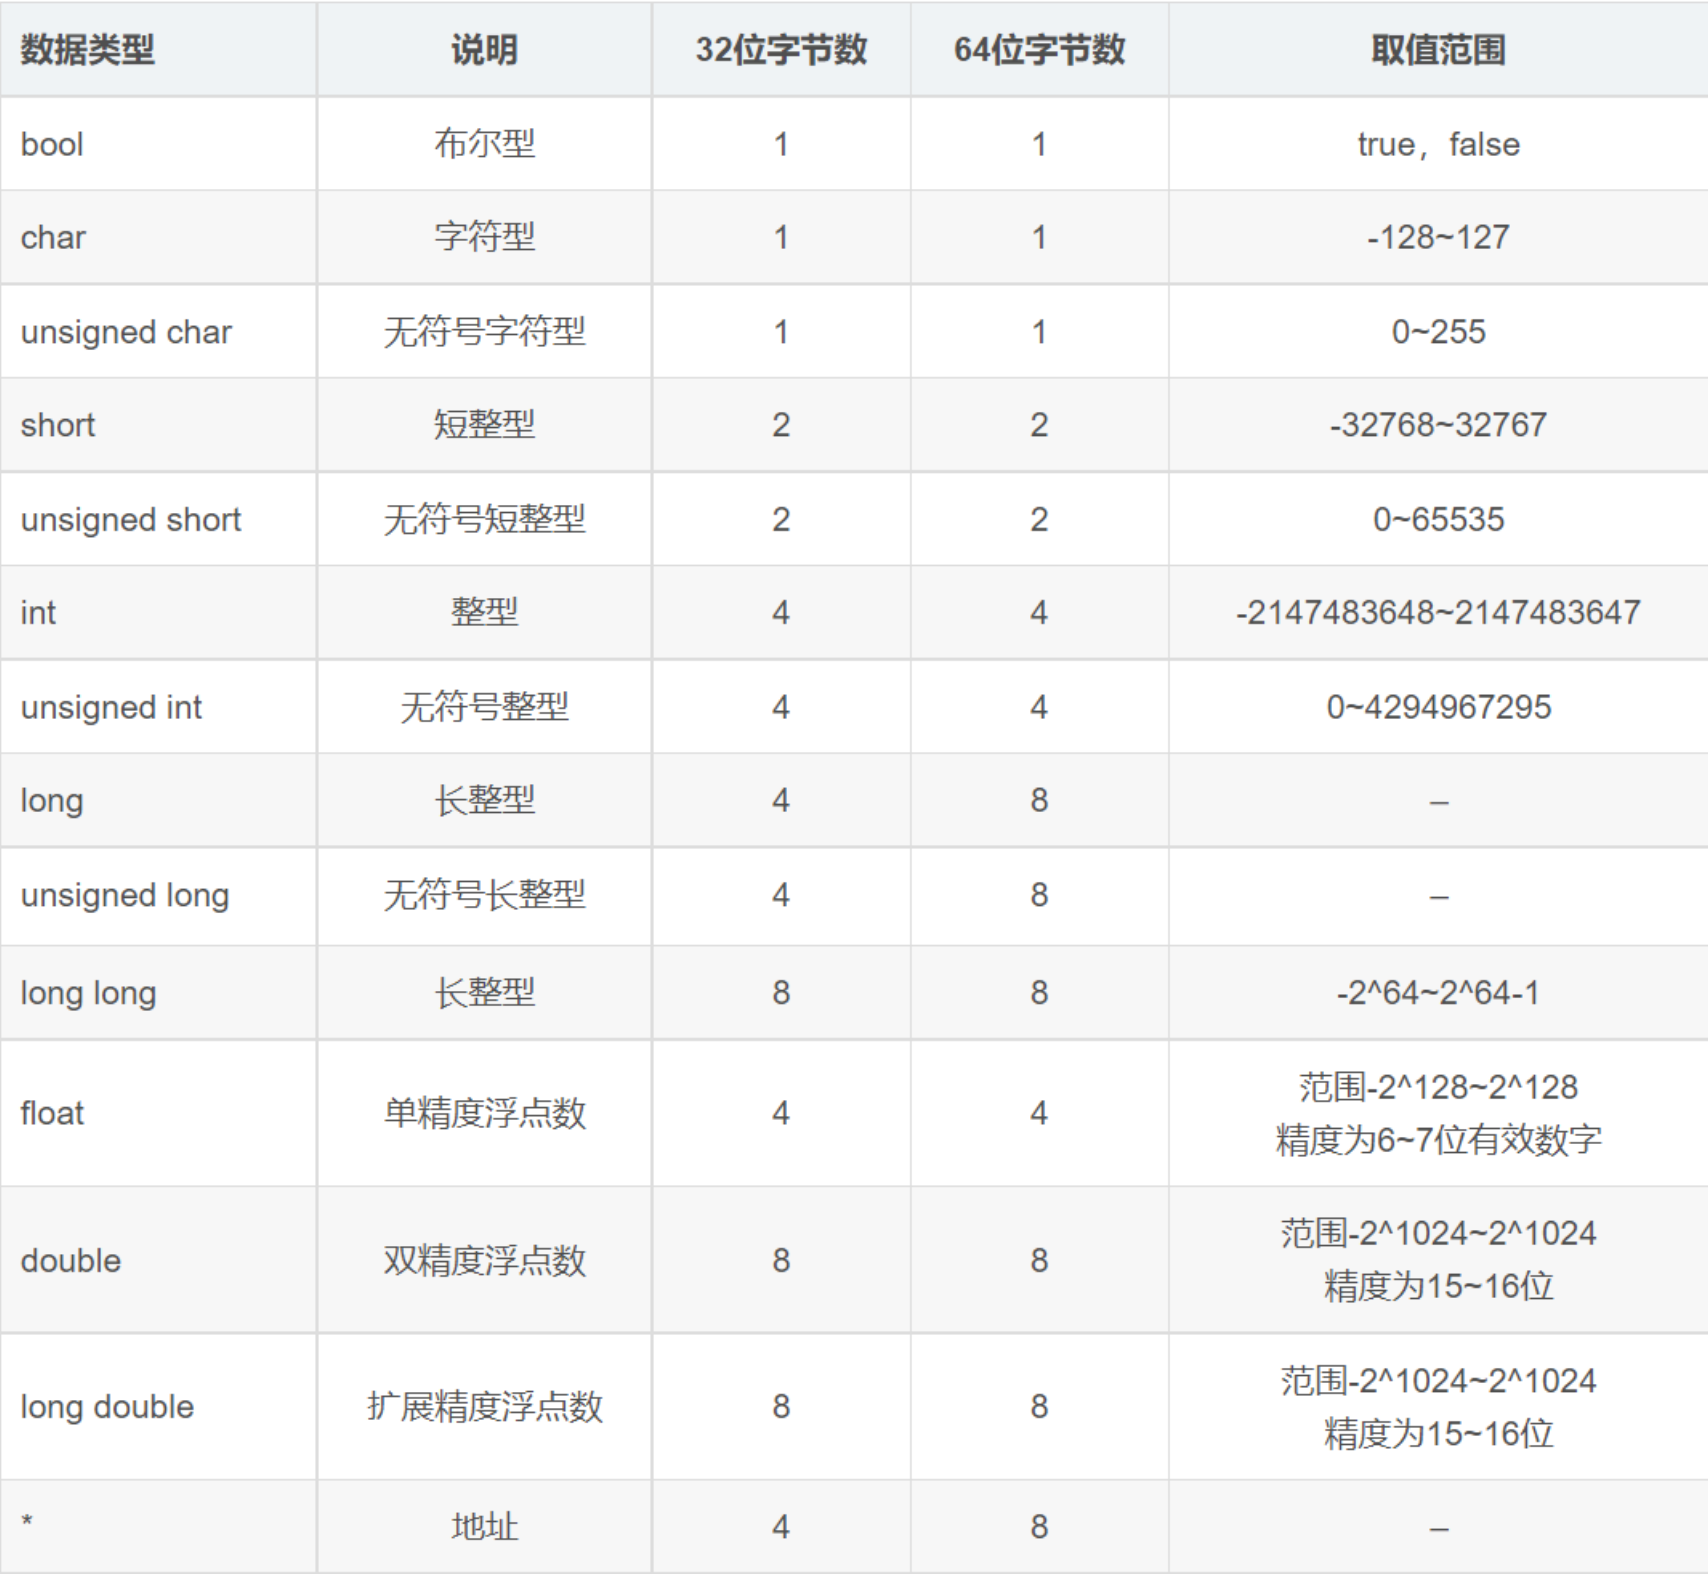 数据类型 说明 32位字节数 64位字节数 取值范围
bool 布尔型 1 1 true，false
char 字符型 1 1 -128~127
unsigned char 无符号字符型 1 1 0~255
short 短整型 2 2 -32768~32767
unsigned short 无符号短整型 2 2 0~65535
int 整型 4 4 -2147483648~2147483647
unsigned int 无符号整型 4 4 0~4294967295
long 长整型 4 8 –
unsigned long 无符号长整型 4 8 –
long long 长整型 8 8 -2^64~2^64-1
float 单精度浮点数 4 4 范围-2^128~2^128
精度为6~7位有效数字
double 双精度浮点数 8 8 范围-2^1024~2^1024
精度为15~16位
long double 扩展精度浮点数 8 8 范围-2^1024~2^1024
精度为15~16位
* 地址 4 8 –